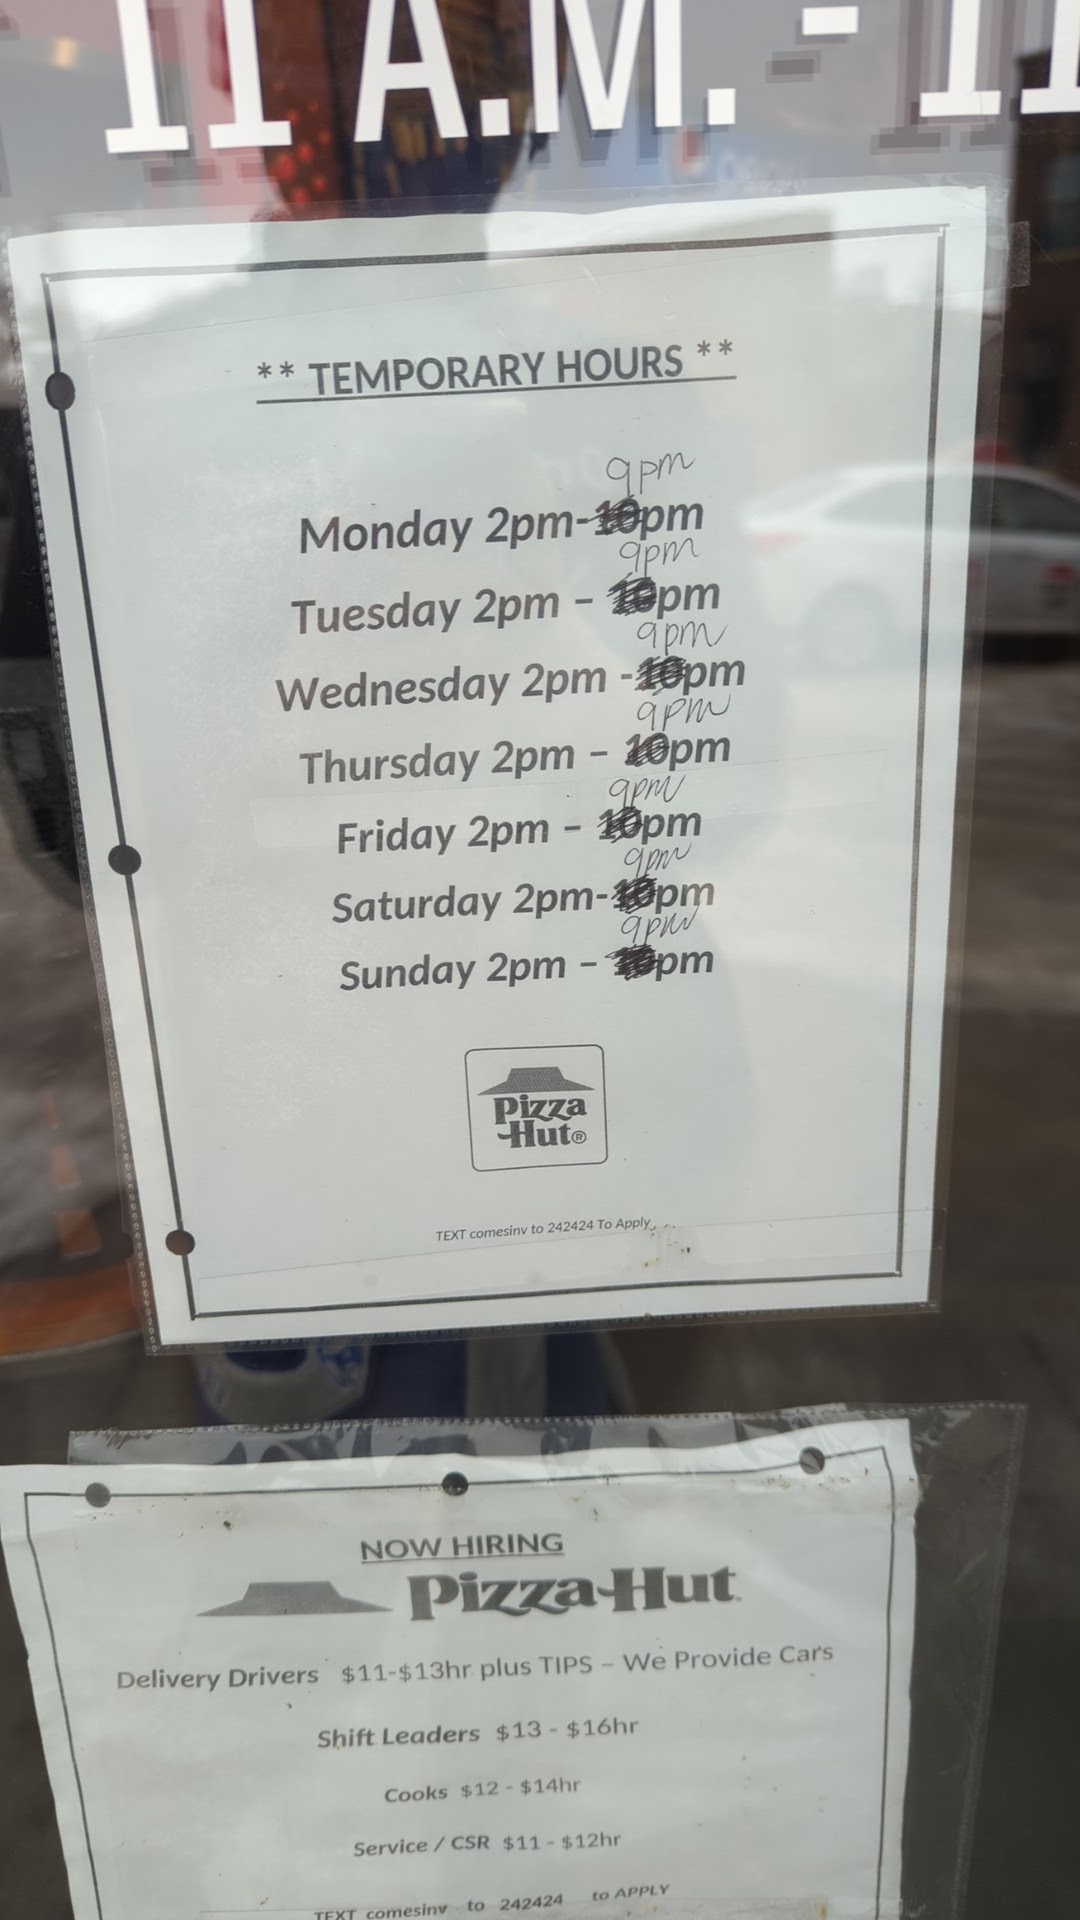 11 A.M. - 11
** TEMPORARY HOURS **
9pm
Monday 2pm-10pm
9pm
Tuesday 2pm – 10pm
9pm
Wednesday 2pm -10pm
9pm
Thursday 2pm – 10pm
9pm
Friday 2pm – 10pm
9pm
Saturday 2pm-10pm
9pm
Sunday 2pm – 10pm
Pizza
Hut®
TEXT comesinv to 242424 To Apply
NOW HIRING
Pizza Hut
Delivery Drivers $11-$13hr plus TIPS – We Provide Cars
Shift Leaders $13 - $16hr
Cooks $12 - $14hr
Service / CSR $11 - $12hr
TEXT comesinv to 242424 to APPLY